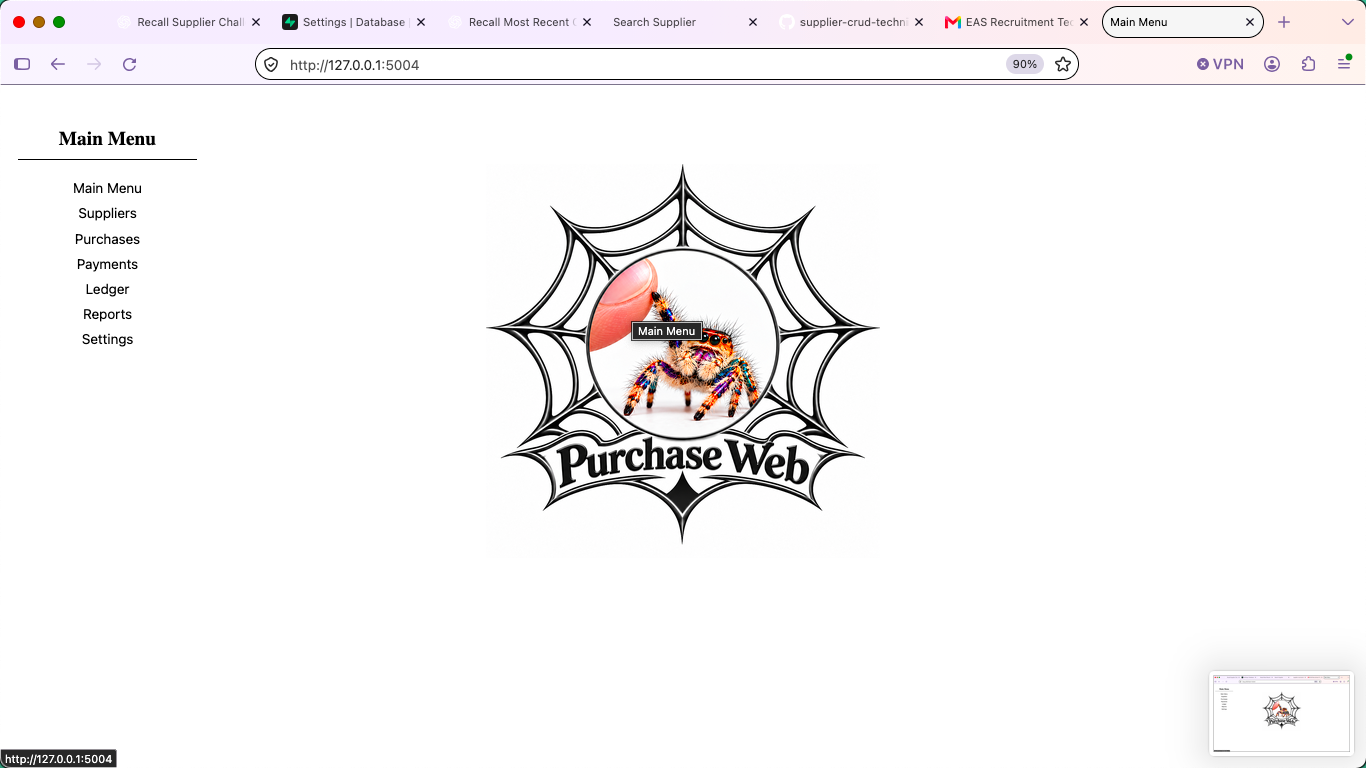 Recall Supplier Chall
Settings | Database
Recall Most Recent
Search Supplier
supplier-crud-techni
EAS Recruitment Tec
Main Menu
http://127.0.0.1:5004
90%
VPN
Main Menu
Main Menu
Suppliers
Purchases
Payments
Ledger
Reports
Settings
Main Menu
Purchase Web
http://127.0.0.1:5004